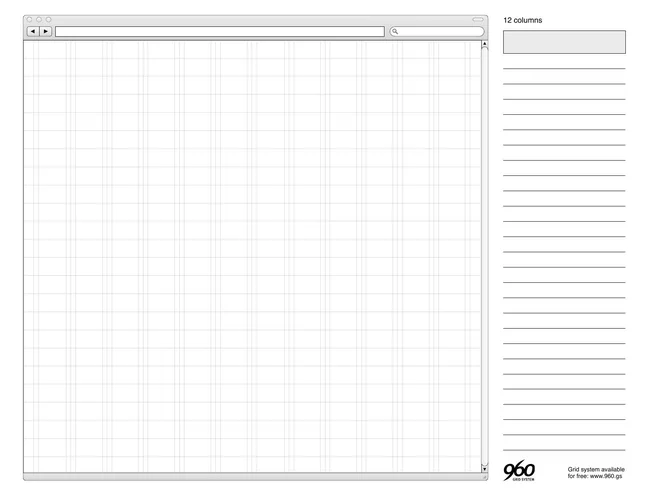 12 columns
960
GRID SYSTEM
Grid system available
for free: www.960.gs